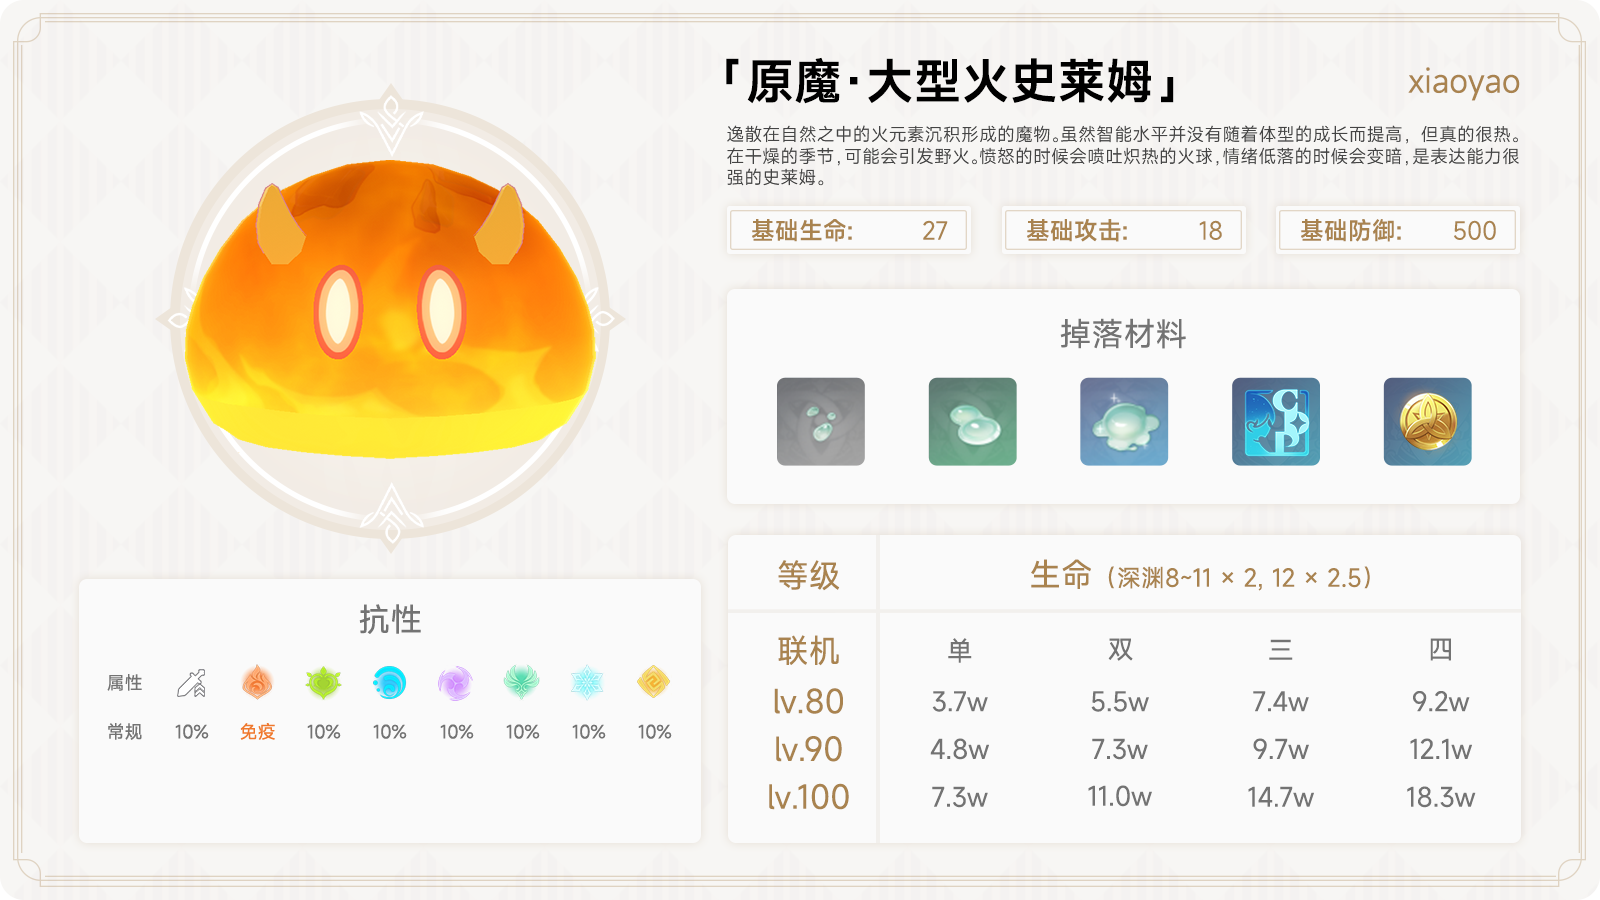 「原魔·大型火史莱姆」
xiaoyao
逸散在自然之中的火元素沉积形成的魔物。虽然智能水平并没有随着体型的成长而提高，但真的很热。
在干燥的季节,可能会引发野火。愤怒的时候会喷吐炽热的火球,情绪低落的时候会变暗,是表达能力很
强的史莱姆。
基础生命: 27
基础攻击: 18
基础防御: 500
掉落材料
抗性
属性
常规 10% 免疫 10% 10% 10% 10% 10% 10%
等级 生命（深渊8~11 × 2, 12 × 2.5）
联机 单 双 三 四
lv.80 3.7w 5.5w 7.4w 9.2w
lv.90 4.8w 7.3w 9.7w 12.1w
lv.100 7.3w 11.0w 14.7w 18.3w